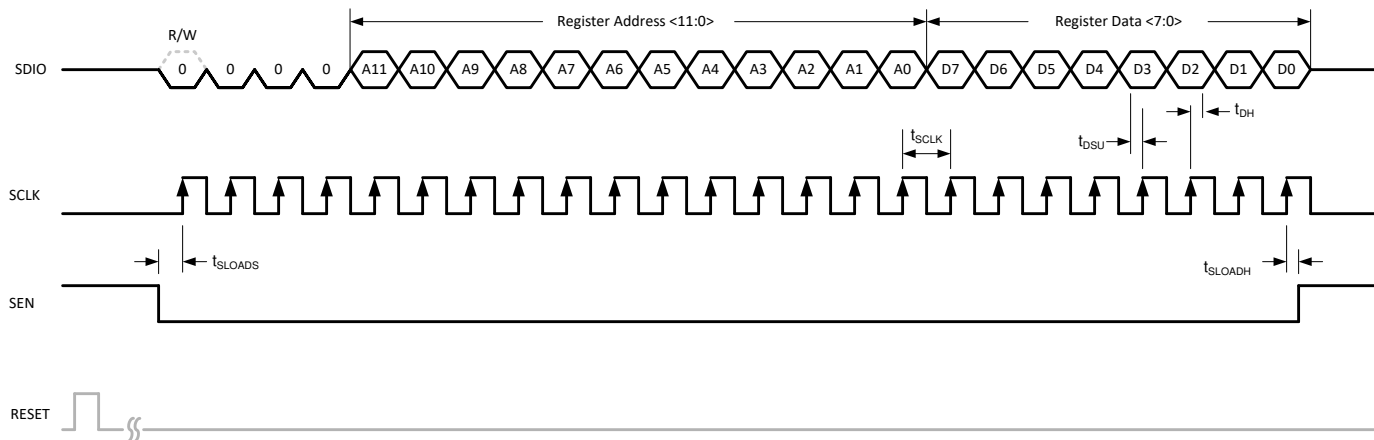 Register Address <11:0> Register Data <7:0>
R/W
SDIO 0 0 0 0 A11 A10 A9 A8 A7 A6 A5 A4 A3 A2 A1 A0 D7 D6 D5 D4 D3 D2 D1 D0
tDH
tSCLK tDSU
SCLK
tSLOADS tSLOADH
SEN
RESET